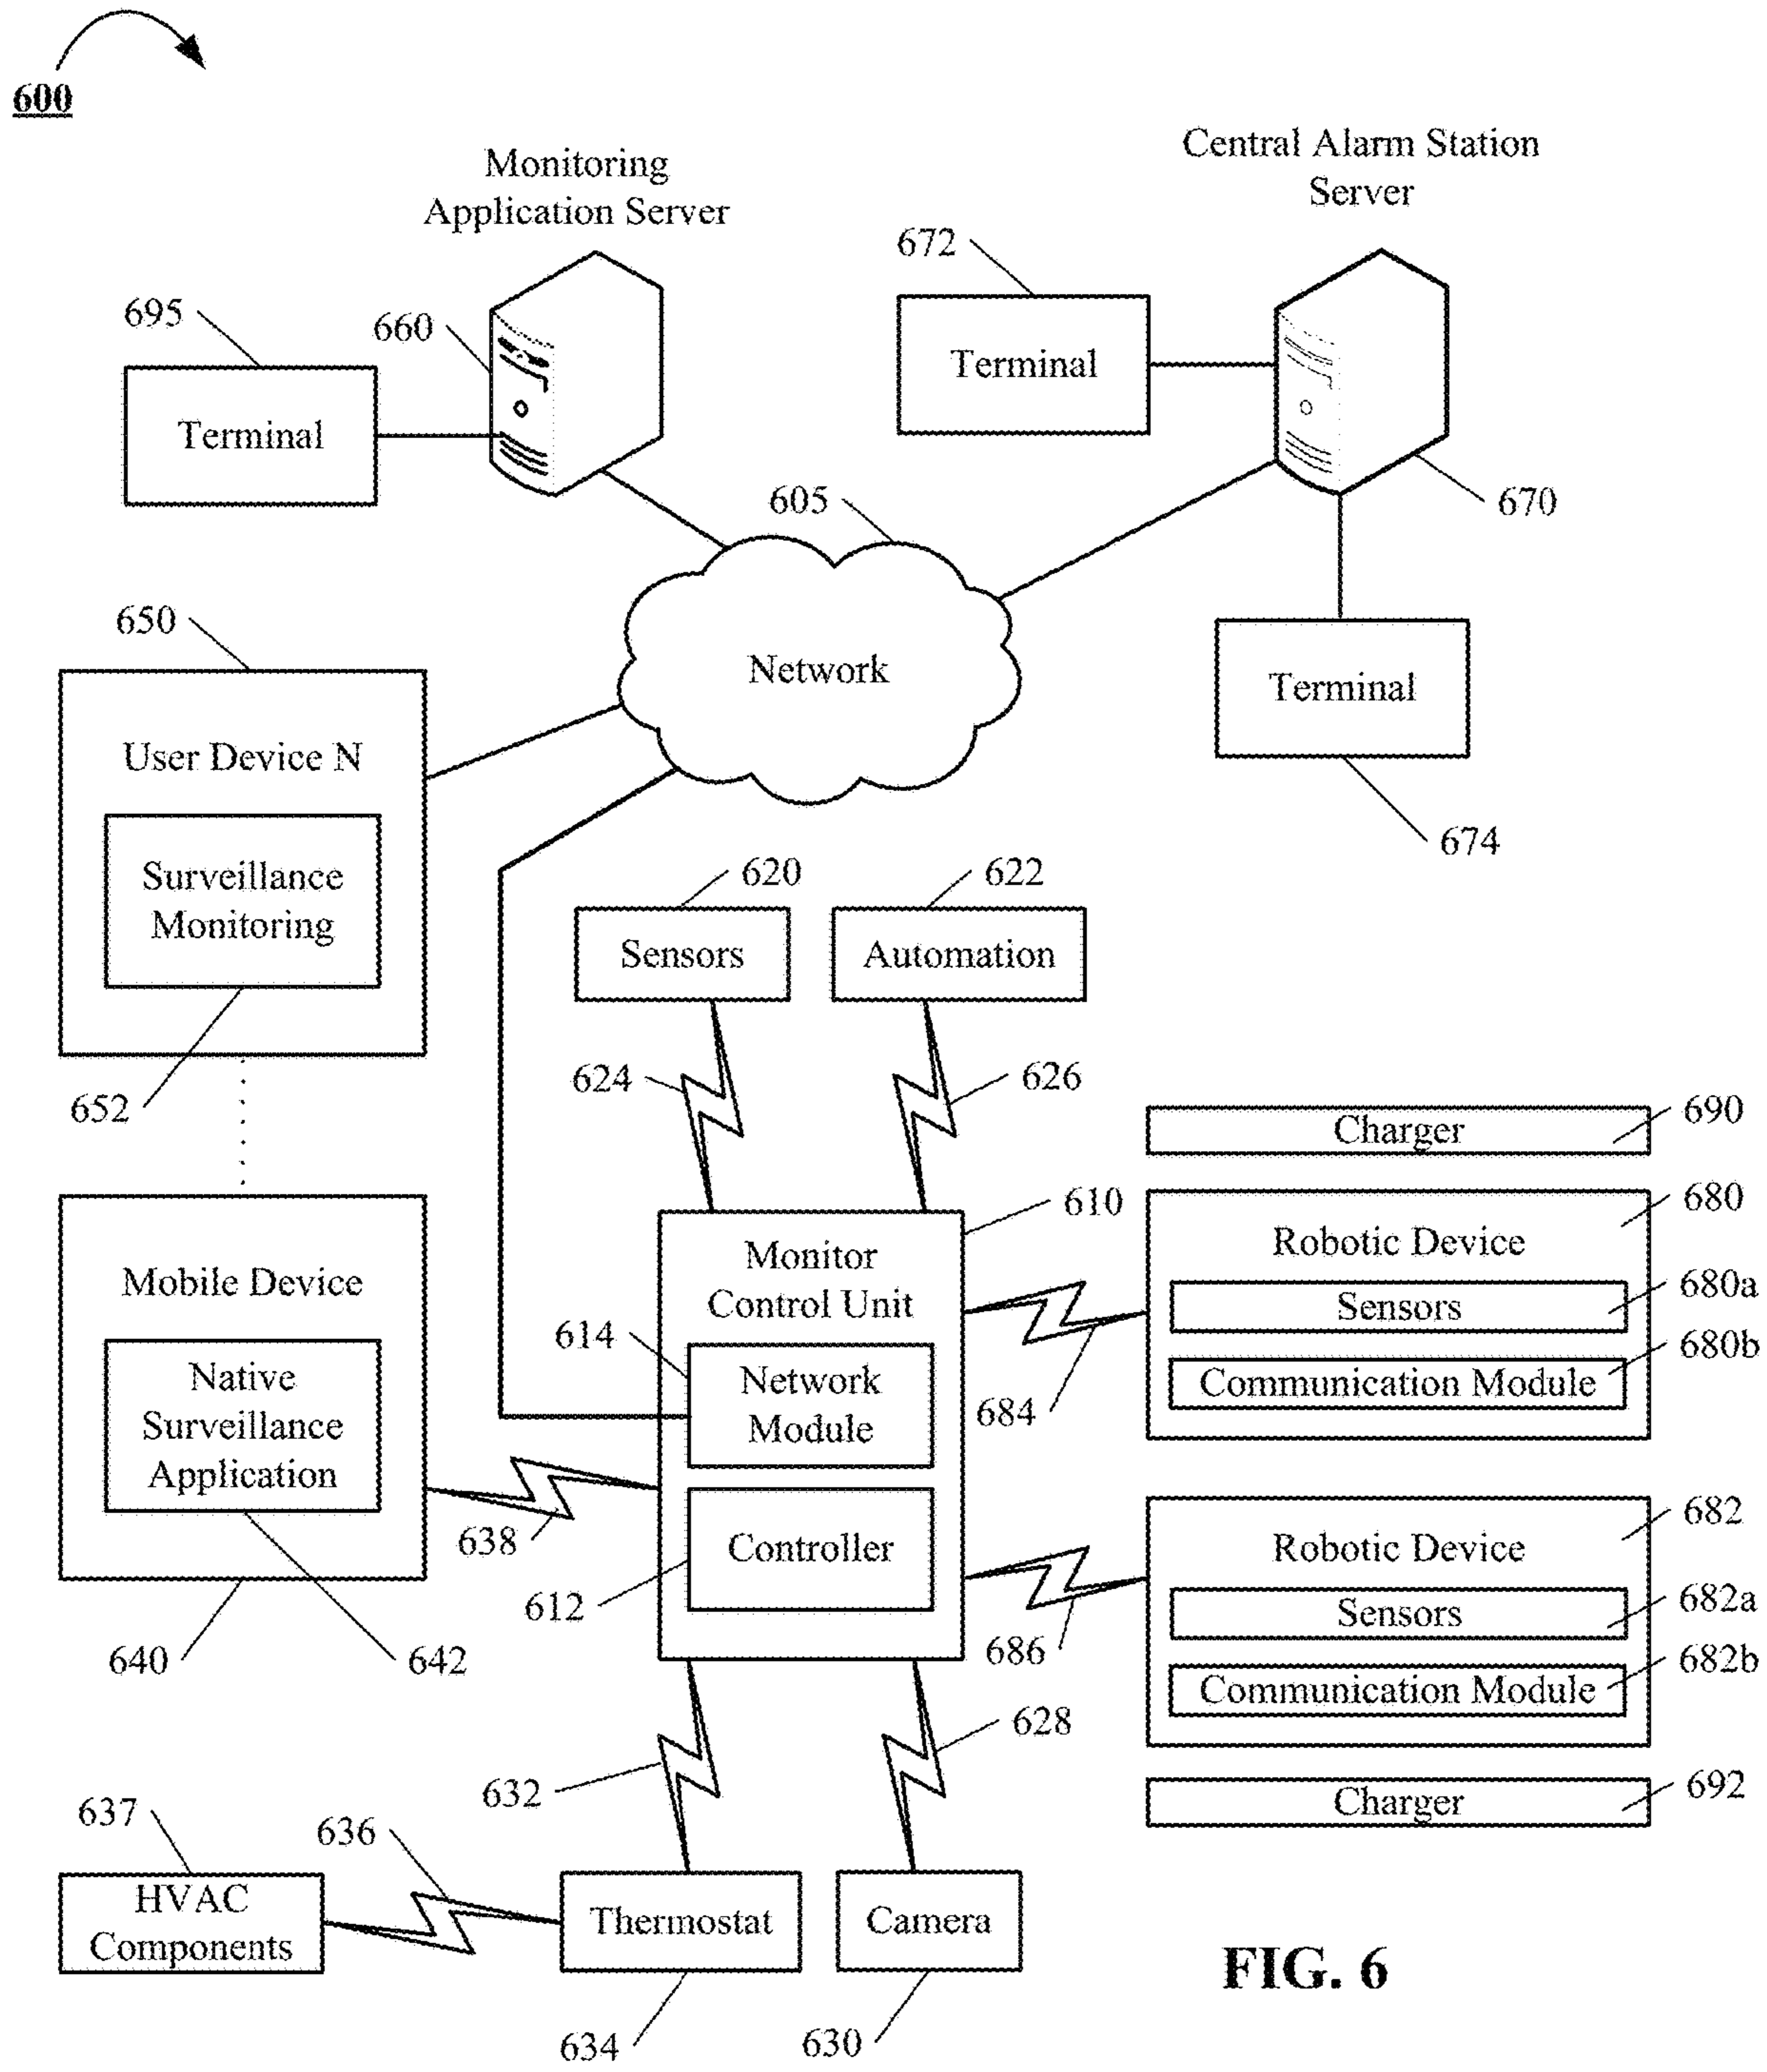 600
Monitoring
Application Server
Central Alarm Station
Server
672
695
660
Terminal
Terminal
605
670
650
Network
Terminal
User Device N
674
Surveillance
Monitoring
620
622
Sensors
Automation
652
624
626
690
Charger
610
680
Mobile Device
Monitor
Control Unit
Robotic Device
680a
Sensors
614
680b
Native
Surveillance
Application
Network
Module
Communication Module
684
638
Controller
682
Robotic Device
612
682a
Sensors
640
642
686
682b
Communication Module
628
632
692
Charger
637
636
HVAC
Components
Thermostat
Camera
FIG. 6
634
630